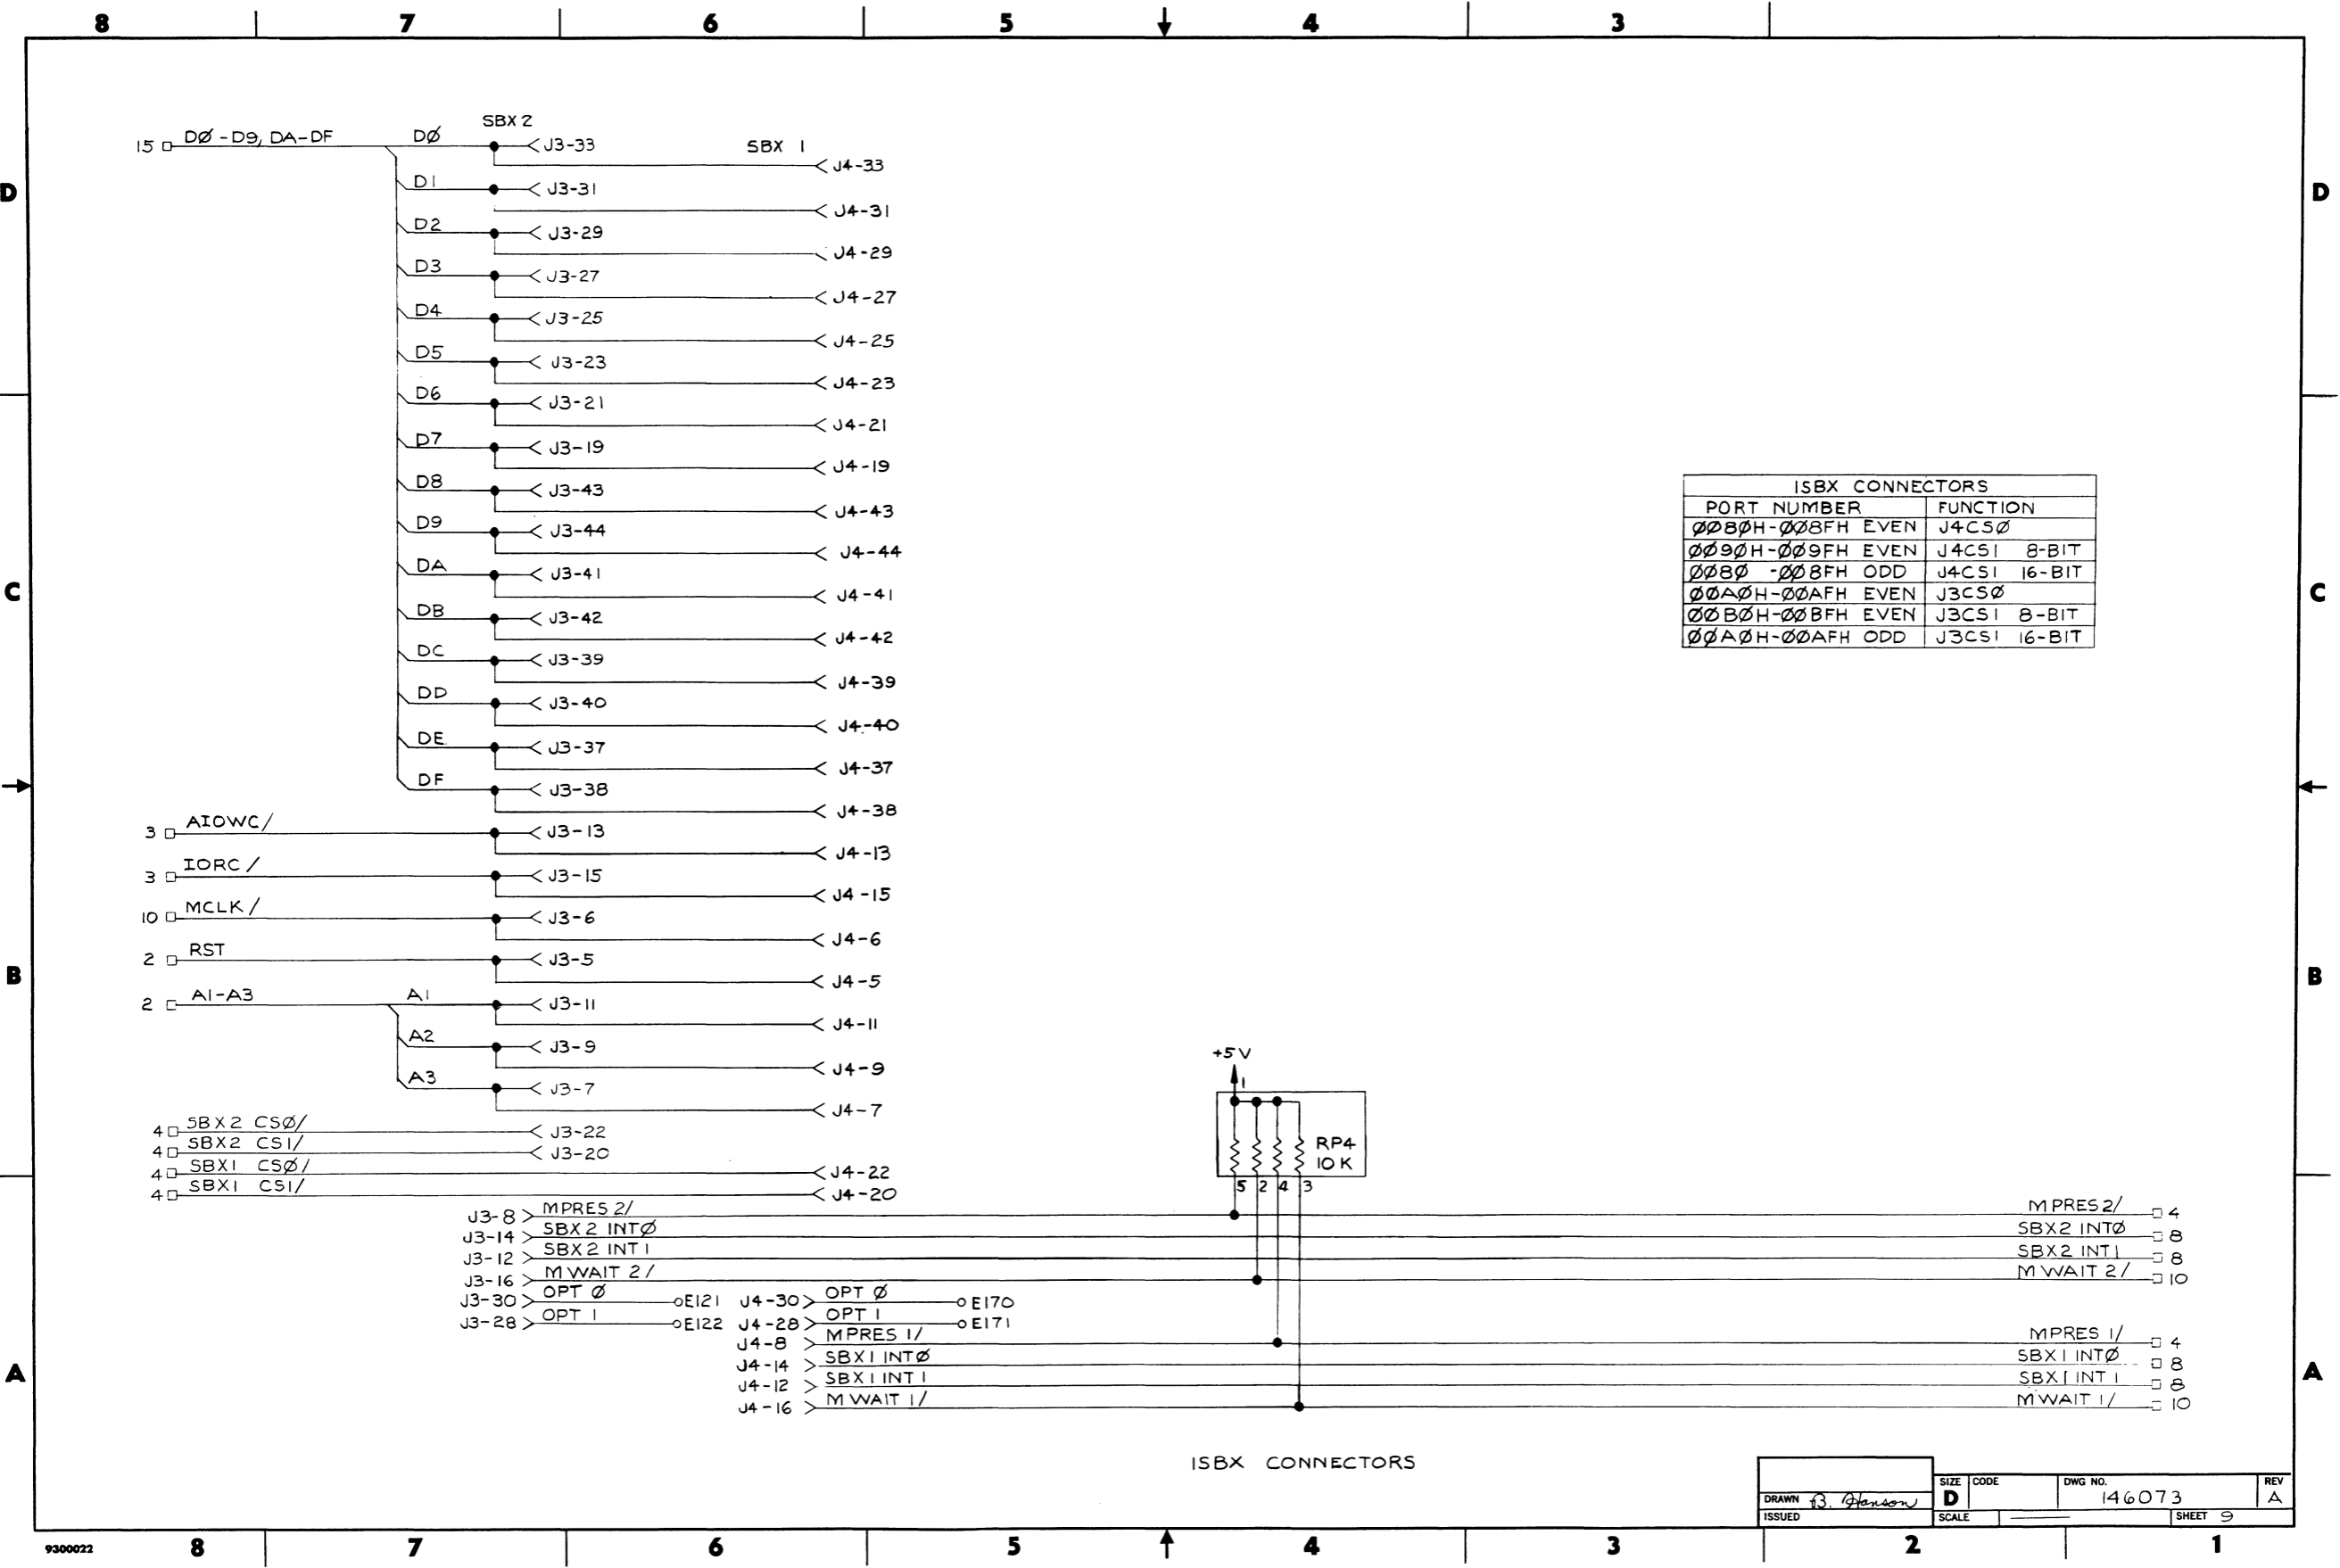 8 7 6 5 4 3
SBX 2
15 DØ-D9, DA-DF DØ J3-33 SBX 1
J4-33
D D
D1 J3-31
J4-31
D2 J3-29
J4-29
D3 J3-27
J4-27
D4 J3-25
J4-25
D5 J3-23
J4-23
D6 J3-21
J4-21
D7 J3-19
J4-19
D8 J3-43
J4-43
D9 J3-44
J4-44
DA J3-41
J4-41
DB J3-42
J4-42
DC J3-39
J4-39
DD J3-40
J4-40
DE J3-37
J4-37
DF J3-38
J4-38
ISBX CONNECTORS
PORT NUMBER FUNCTION
ØØ8ØH-ØØ8FH EVEN J4CSØ
ØØ9ØH-ØØ9FH EVEN J4CS1 8-BIT
ØØ8Ø -ØØ8FH ODD J4CS1 16-BIT
ØØAØH-ØØAFH EVEN J3CSØ
ØØBØH-ØØBFH EVEN J3CS1 8-BIT
ØØAØH-ØØAFH ODD J3CS1 16-BIT
C C
3 AIOWC/ J3-13
J4-13
3 IORC/ J3-15
J4-15
10 MCLK/ J3-6
J4-6
2 RST J3-5
J4-5
B B
2 A1-A3 A1 J3-11
J4-11
A2 J3-9
J4-9
A3 J3-7
J4-7
4 SBX2 CSØ/ J3-22
4 SBX2 CS1/ J3-20
4 SBX1 CSØ/ J4-22
4 SBX1 CS1/ J4-20
+5V
1
RP4
10K
5 2 4 3
J3-8 MPRES 2/ MPRES2/ 4
J3-14 SBX2 INTØ SBX2 INTØ 8
J3-12 SBX2 INT1 SBX2 INT1 8
J3-16 MWAIT 2/ MWAIT 2/ 10
J3-30 OPT Ø E121 J4-30 OPT Ø E170
J3-28 OPT 1 E122 J4-28 OPT 1 E171
J4-8 MPRES 1/ MPRES 1/ 4
J4-14 SBX1 INTØ SBX1 INTØ 8
J4-12 SBX1 INT1 SBX1 INT1 8
J4-16 MWAIT 1/ MWAIT 1/ 10
A A
ISBX CONNECTORS
DRAWN B. Hanson
ISSUED
SIZE D CODE DWG NO. 146073 REV A
SCALE SHEET 9
9300022 8 7 6 5 4 3 2 1